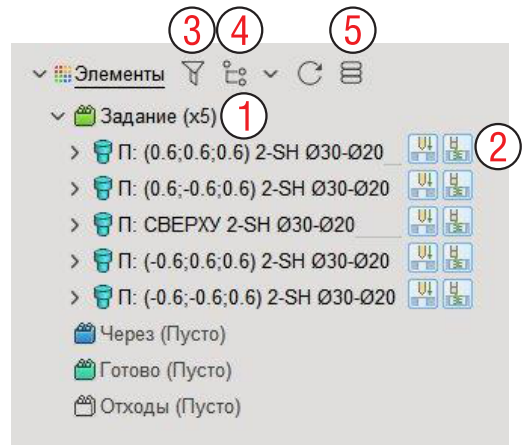 3 4 5
Элементы
Задание (x5) 1
П: (0.6;0.6;0.6) 2-SH Ø30-Ø20 2
П: (0.6;-0.6;0.6) 2-SH Ø30-Ø20
П: СВЕРХУ 2-SH Ø30-Ø20
П: (-0.6;0.6;0.6) 2-SH Ø30-Ø20
П: (-0.6;-0.6;0.6) 2-SH Ø30-Ø20
Через (Пусто)
Готово (Пусто)
Отходы (Пусто)